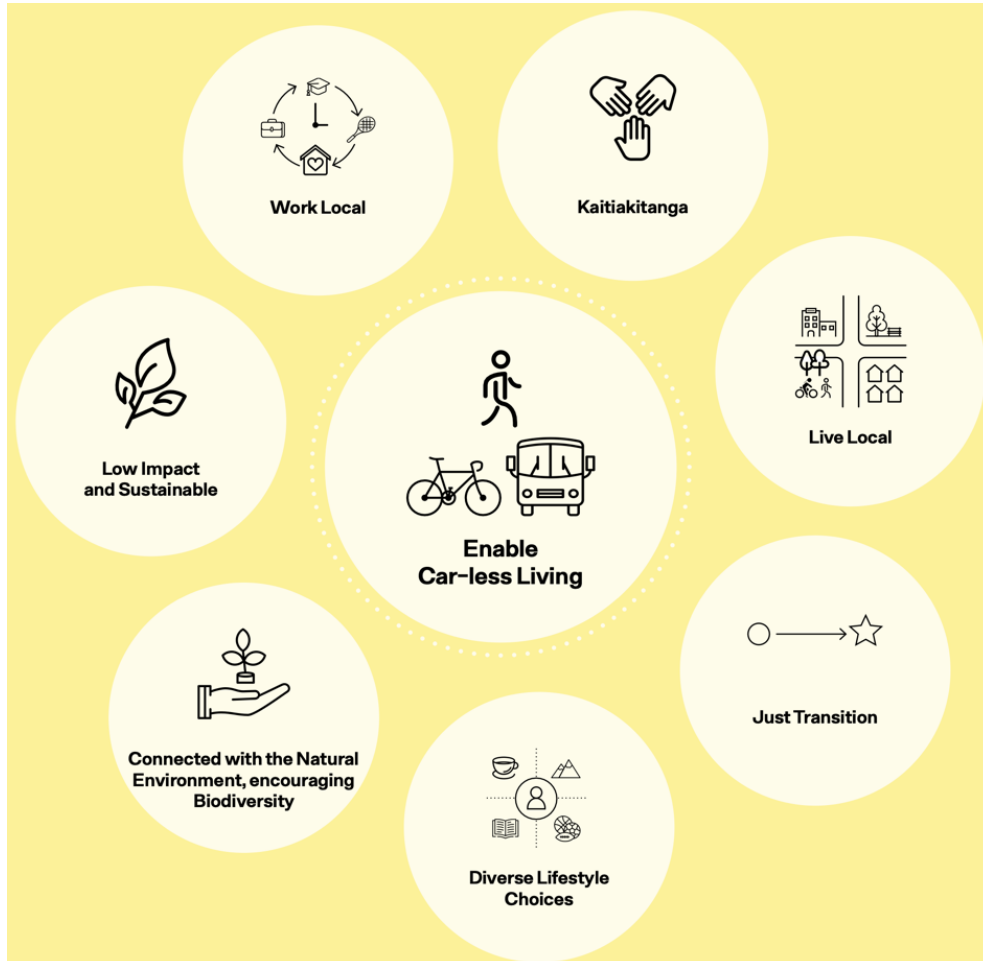 Work Local
Kaitiakitanga
Live Local
Low Impact
and Sustainable
Enable
Car-less Living
Just Transition
Connected with the Natural
Environment, encouraging
Biodiversity
Diverse Lifestyle
Choices